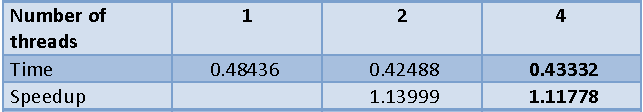 Number of threads 1 2 4
Time 0.48436 0.42488 0.43332
Speedup 1.13999 1.11778